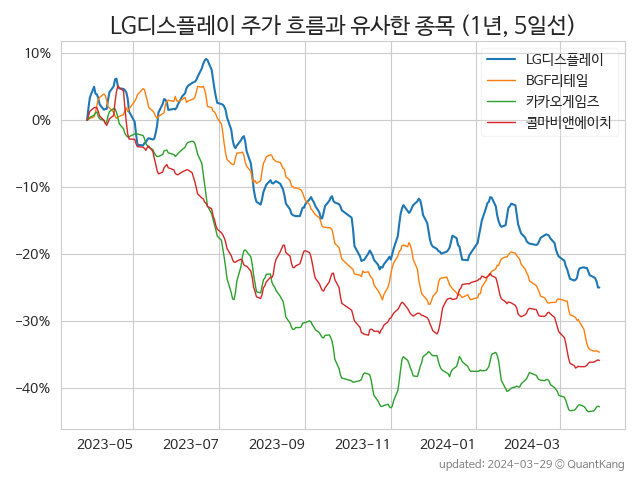 LG디스플레이 주가 흐름과 유사한 종목 (1년, 5일선)
LG디스플레이
BGF리테일
카카오게임즈
콜마비앤에이치
10%
0%
−10%
−20%
−30%
−40%
2023-05
2023-07
2023-09
2023-11
2024-01
2024-03
updated: 2024-03-29 © QuantKang